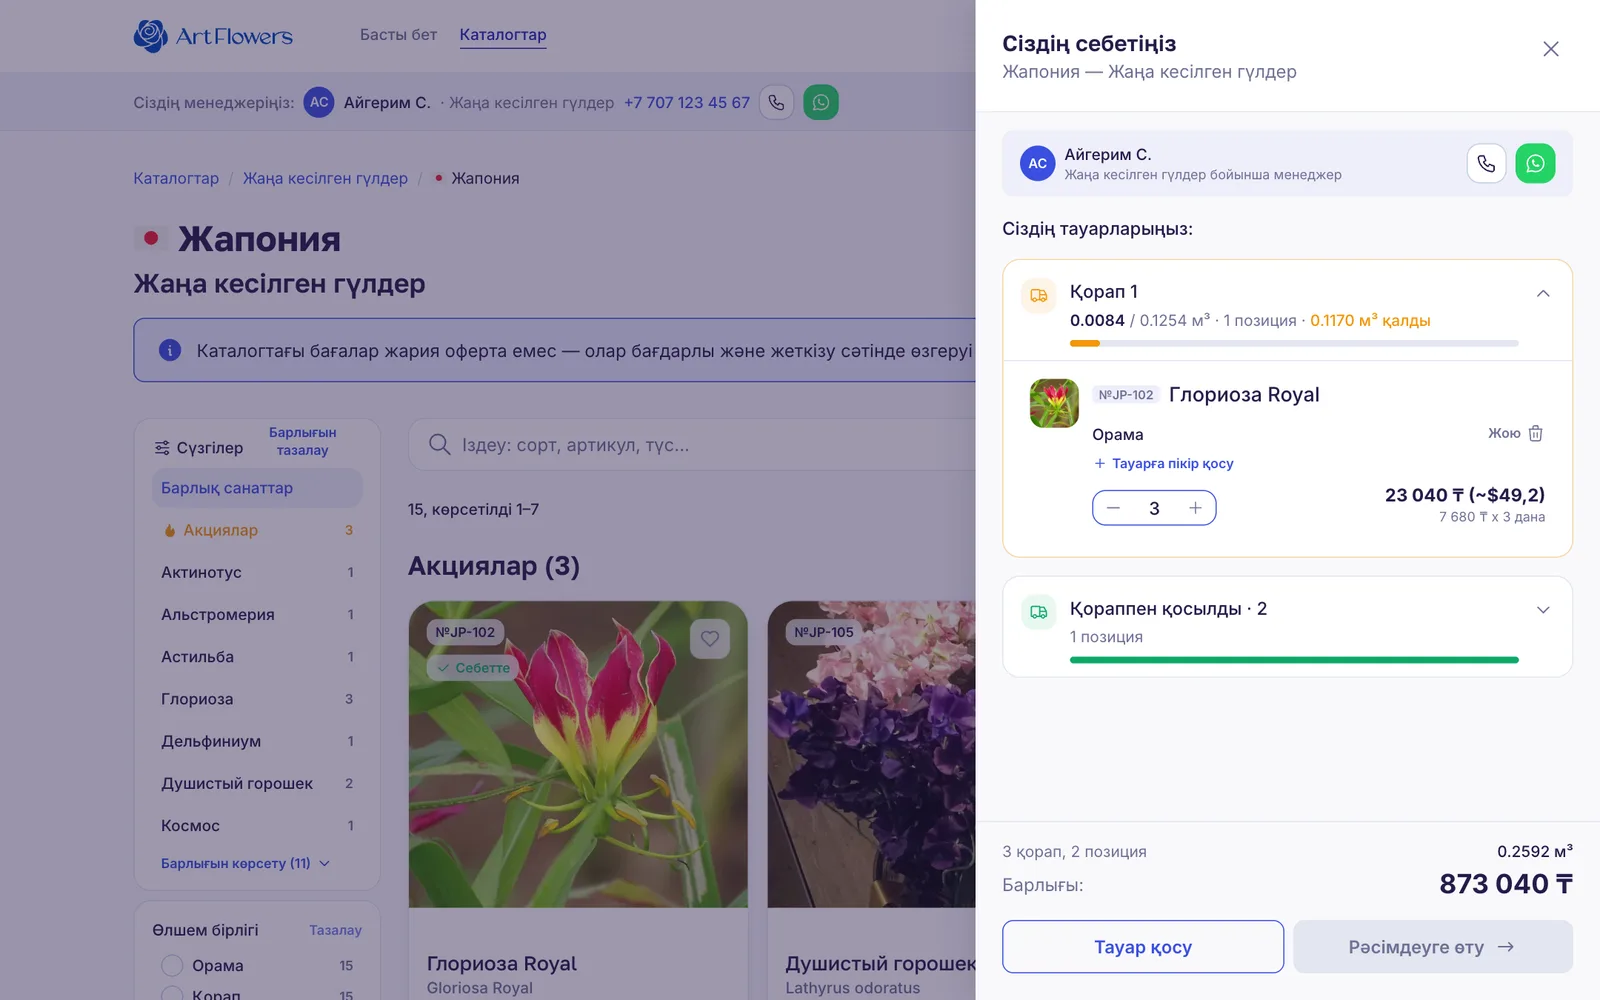 ArtFlowers
Басты бет
Каталогтар
Сіздің менеджеріңіз:
АС
Айгерим С.
· Жаңа кесілген гүлдер
+7 707 123 45 67
Каталогтар / Жаңа кесілген гүлдер / Жапония
Жапония
Жаңа кесілген гүлдер
Каталогтағы бағалар жария оферта емес — олар бағдарлы және жеткізу сәтінде өзгеруі
Сүзгілер
Барлығын тазалау
Барлық санаттар
Акциялар 3
Актинотус 1
Альстромерия 1
Астильба 1
Глориоза 3
Дельфиниум 1
Душистый горошек 2
Космос 1
Барлығын көрсету (11)
Өлшем бірлігі
Тазалау
Орама 15
Қорап 15
Іздеу: сорт, артикул, түс...
15, көрсетілді 1–7
Акциялар (3)
№JP-102
Себетте
Глориоза Royal
Gloriosa Royal
№JP-105
Душистый горошек
Lathyrus odoratus
Сіздің себетіңіз
Жапония — Жаңа кесілген гүлдер
АС
Айгерим С.
Жаңа кесілген гүлдер бойынша менеджер
Сіздің тауарларыңыз:
Қорап 1
0.0084 / 0.1254 м³ · 1 позиция · 0.1170 м³ қалды
№JP-102
Глориоза Royal
Орама
Жою
+ Тауарға пікір қосу
3
23 040 ₸ (~$49,2)
7 680 ₸ x 3 дана
Қораппен қосылды · 2
1 позиция
3 қорап, 2 позиция
0.2592 м³
Барлығы:
873 040 ₸
Тауар қосу
Рәсімдеуге өту →